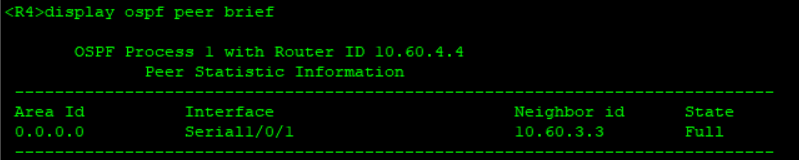 <R4>display ospf peer brief
OSPF Process 1 with Router ID 10.60.4.4
Peer Statistic Information
----------------------------------------------------------------------------
Area Id Interface Neighbor id State
0.0.0.0 Serial1/0/1 10.60.3.3 Full
----------------------------------------------------------------------------